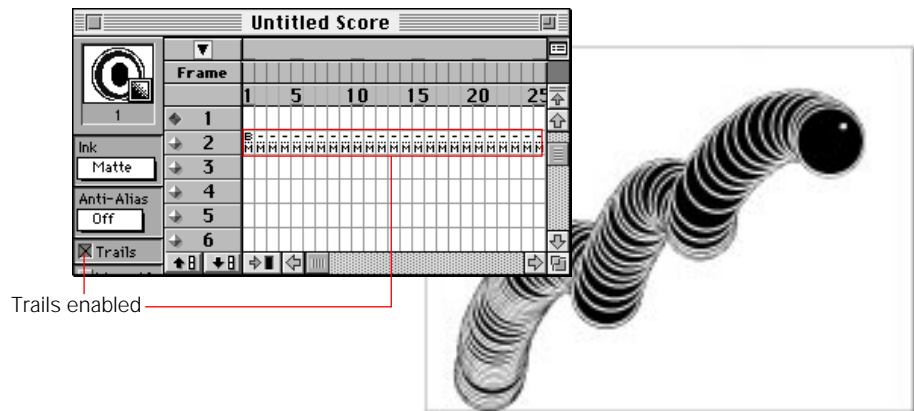 Untitled Score
Frame
1 5 10 15 20 25
1
1
B - - - - - - - - - - - - - - - - - - - - - - - -
2
M M M M M M M M M M M M M M M M M M M M M M M M M
Ink
Matte
3
4
Anti-Alias
Off
5
6
Trails
Trails enabled